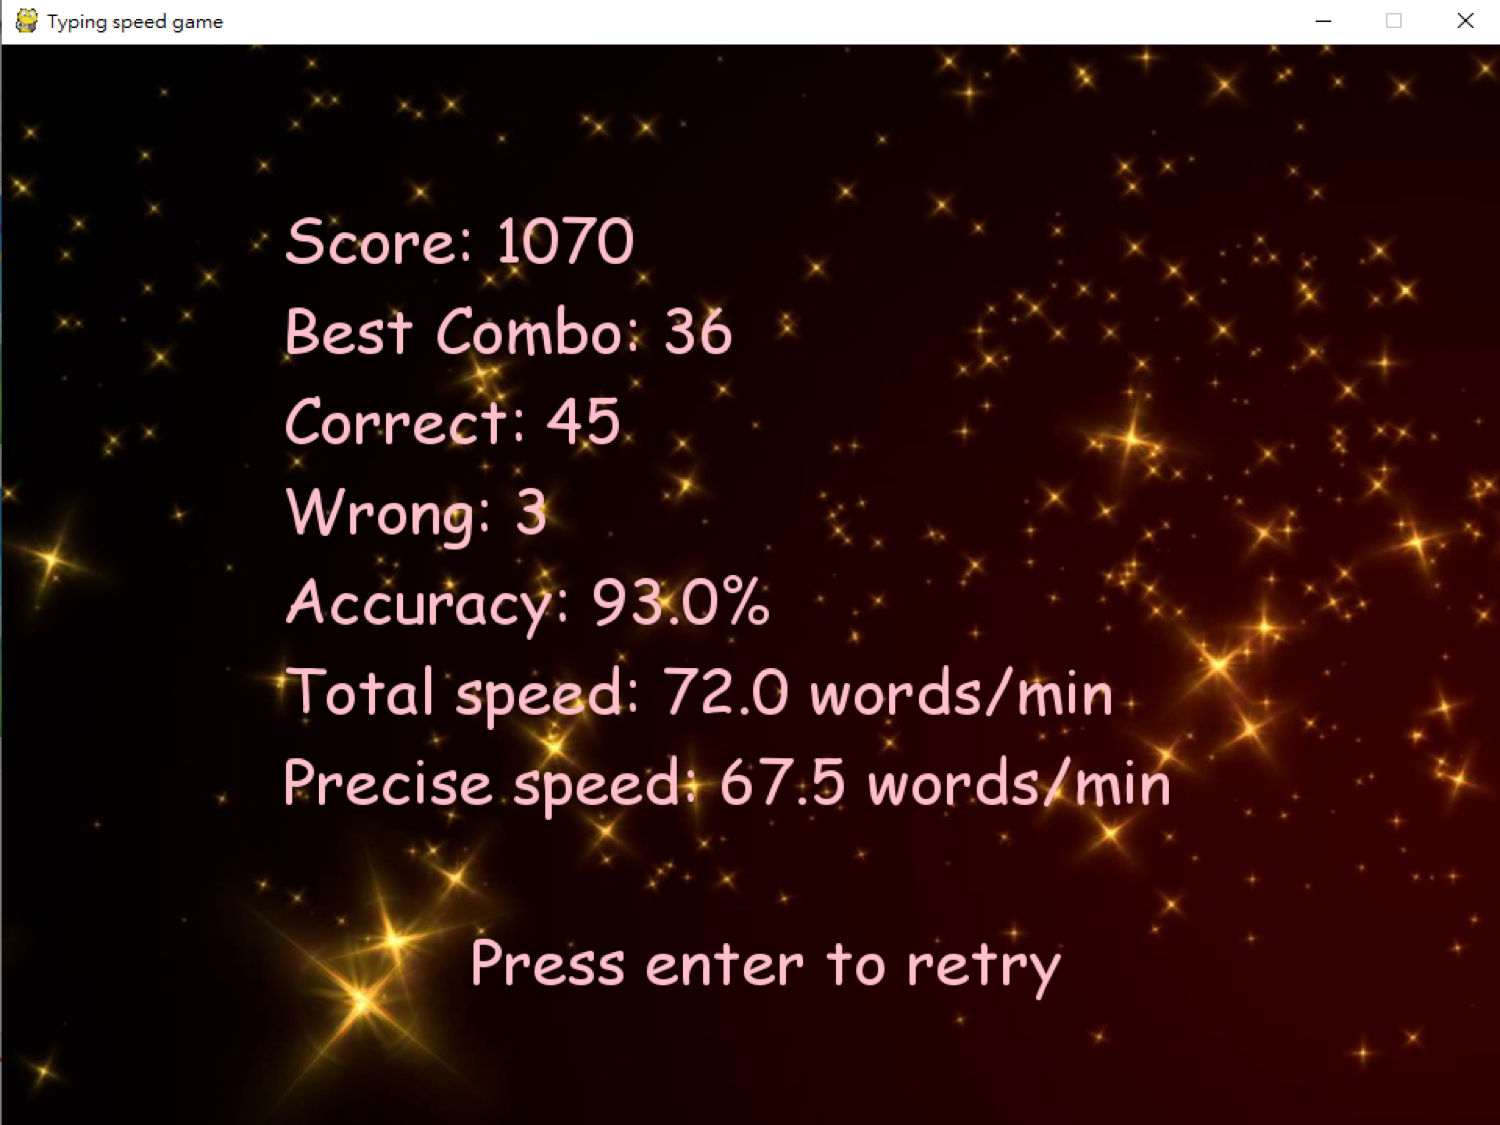 Typing speed game
Score: 1070
Best Combo: 36
Correct: 45
Wrong: 3
Accuracy: 93.0%
Total speed: 72.0 words/min
Precise speed: 67.5 words/min
Press enter to retry